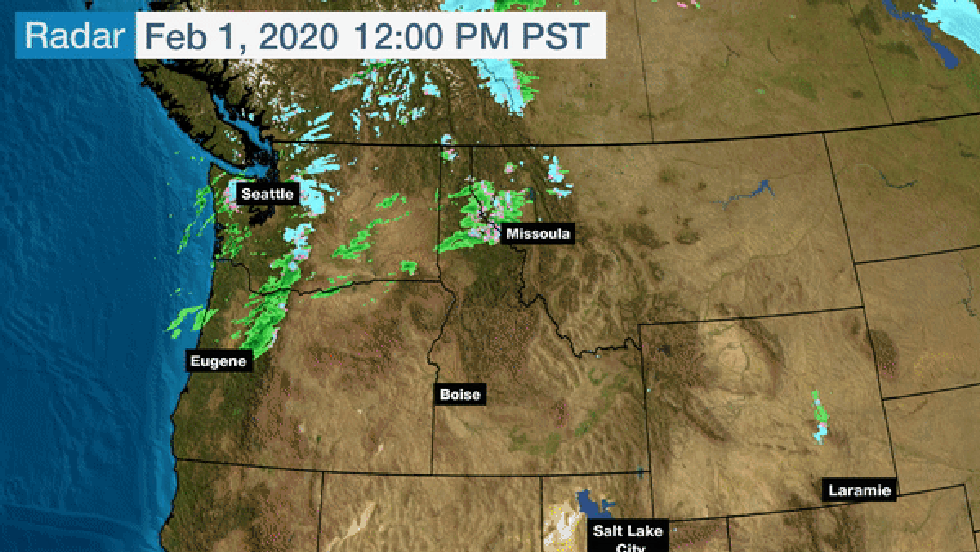 Radar Feb 1, 2020 12:00 PM PST
Seattle
Missoula
Eugene
Boise
Laramie
Salt Lake
City